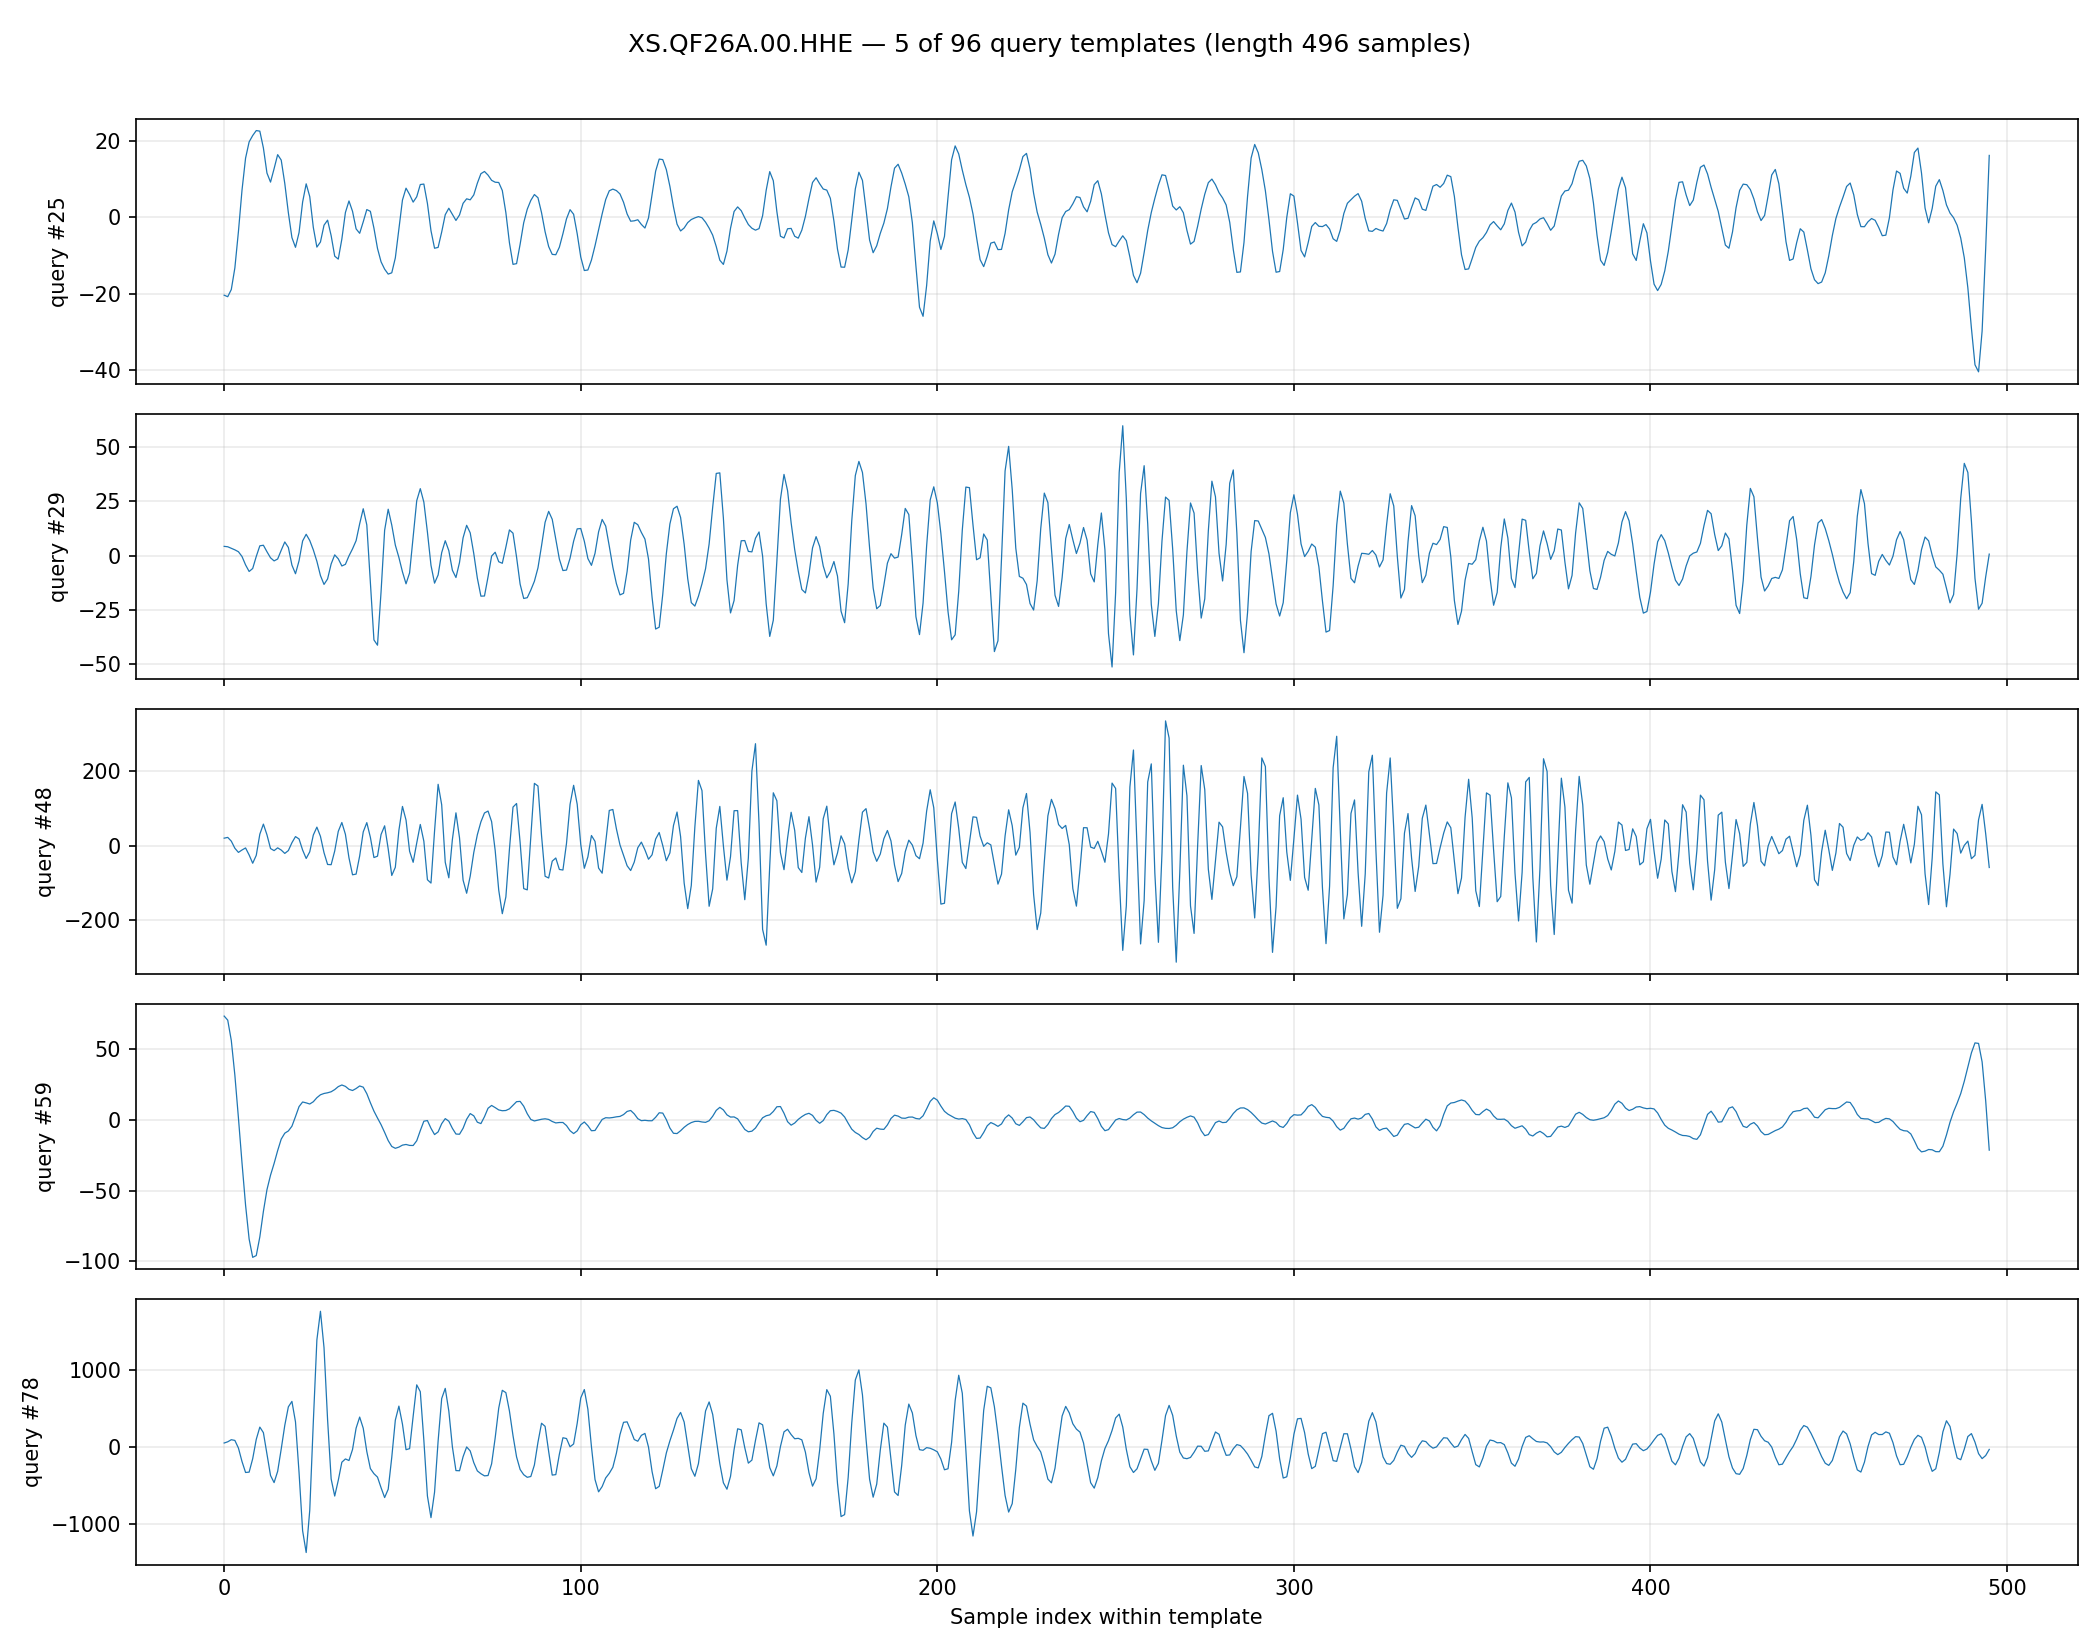 XS.QF26A.00.HHE — 5 of 96 query templates (length 496 samples)
20
0
−20
−40
query #25
50
25
0
−25
−50
query #29
200
0
−200
query #48
50
0
−50
−100
query #59
1000
0
−1000
query #78
0 100 200 300 400 500
Sample index within template